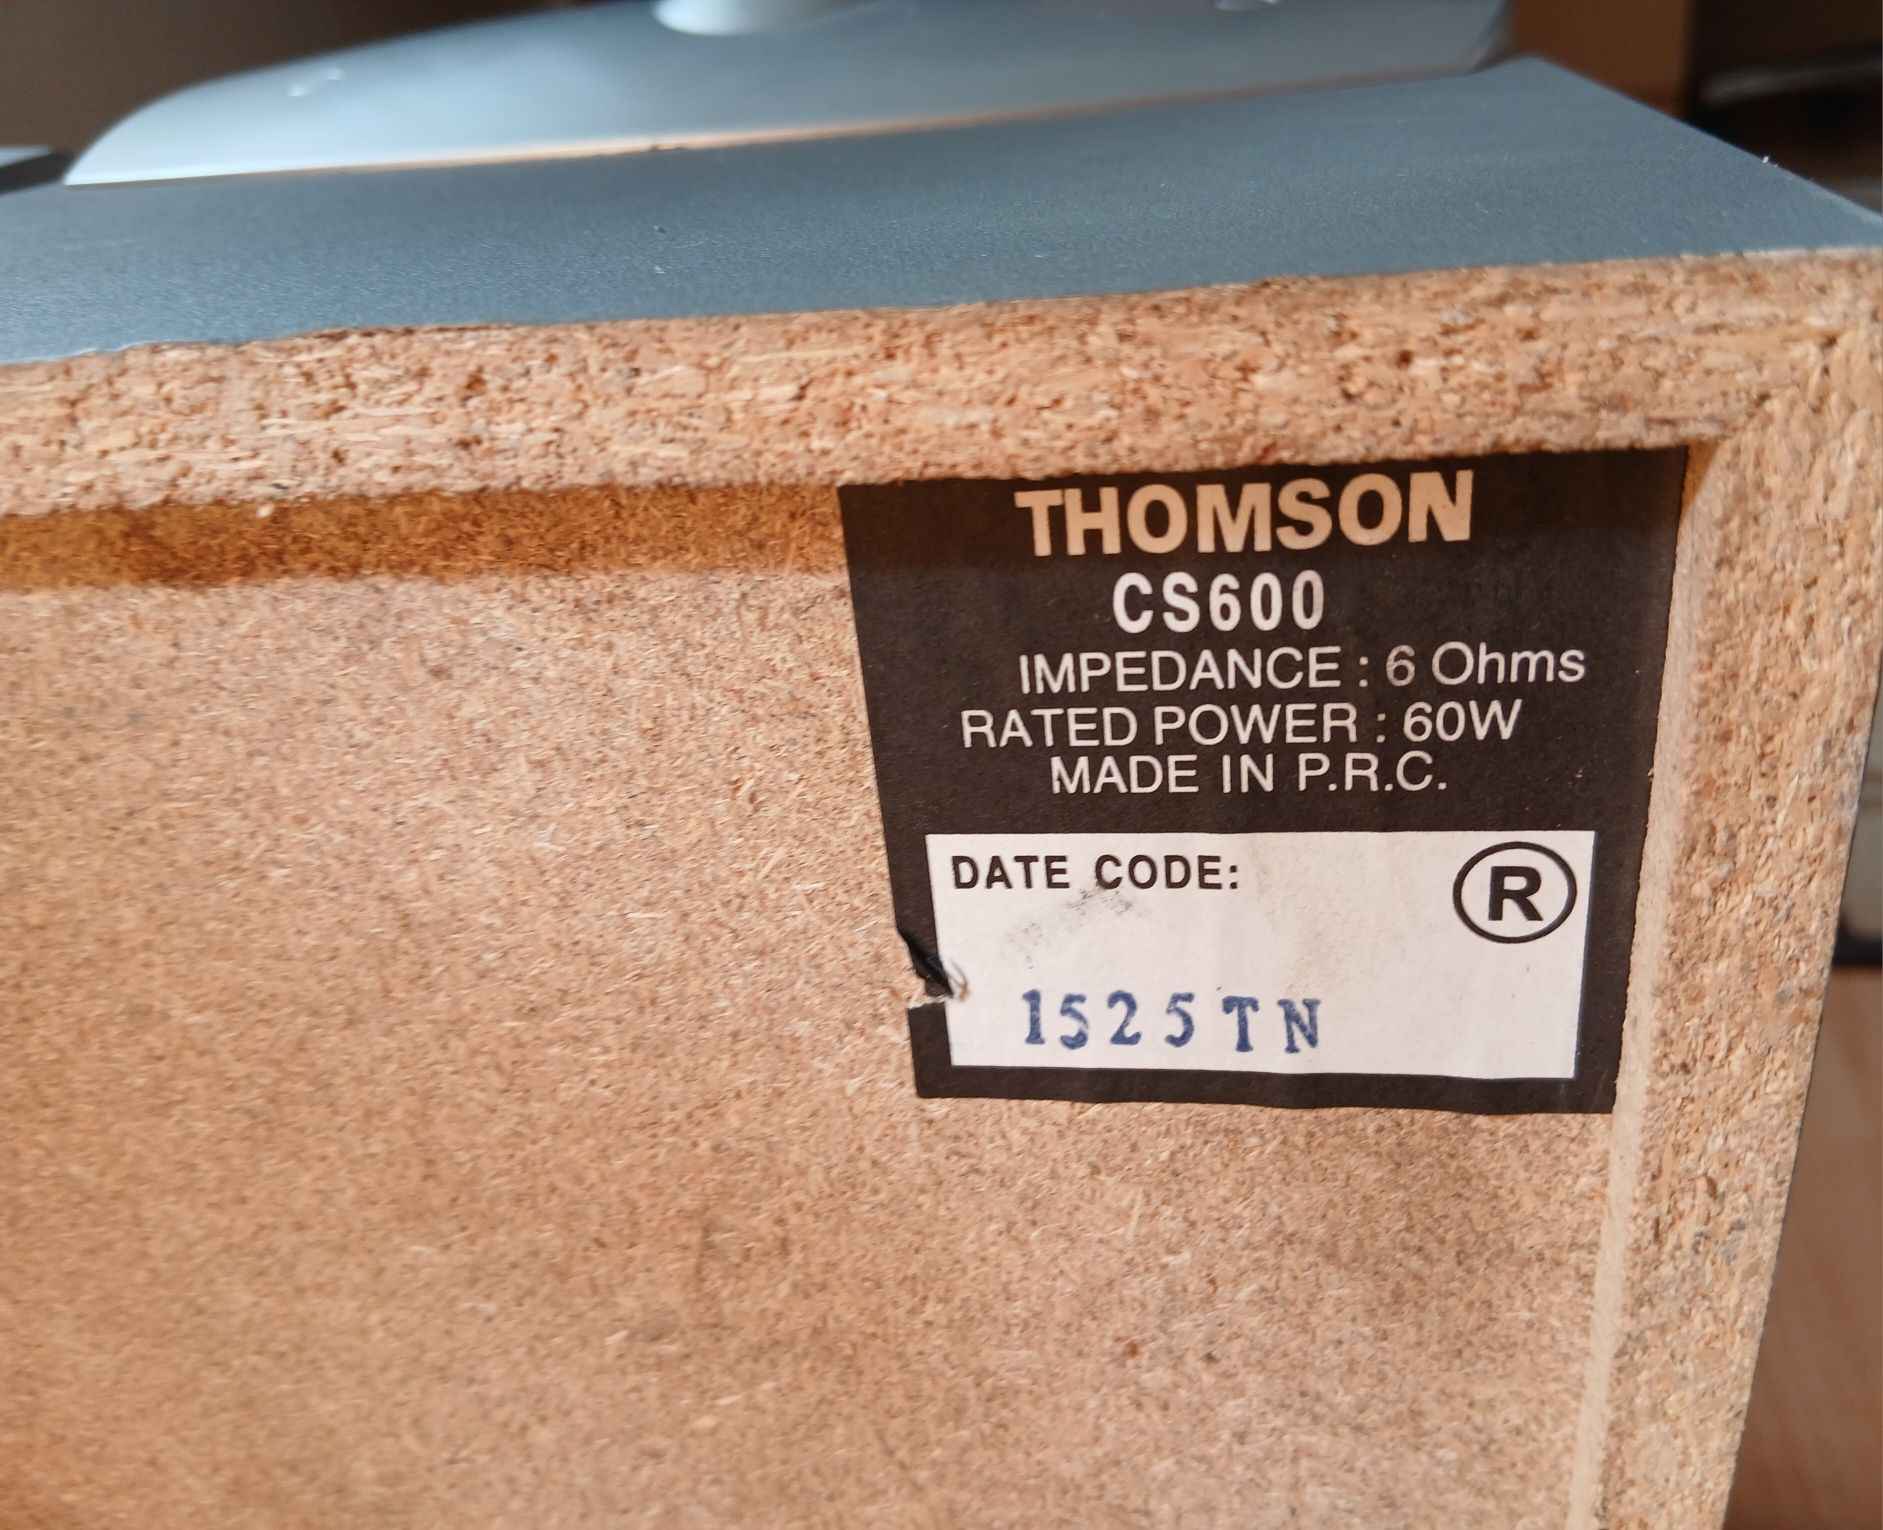 THOMSON
CS600
IMPEDANCE : 6 Ohms
RATED POWER : 60W
MADE IN P.R.C.
DATE CODE:
R
1525TN